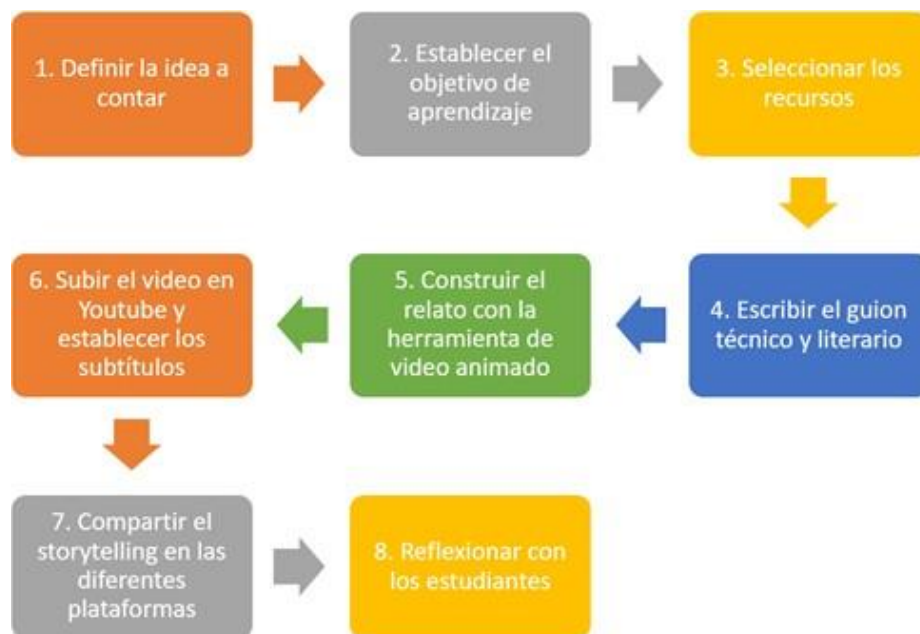 1. Definir la idea a
contar
2. Establecer el
objetivo de
aprendizaje
3. Seleccionar los
recursos
4. Escribir el guion
técnico y literario
5. Construir el
relato con la
herramienta de
video animado
6. Subir el video en
Youtube y
establecer los
subtítulos
7. Compartir el
storytelling en las
diferentes
plataformas
8. Reflexionar con
los estudiantes